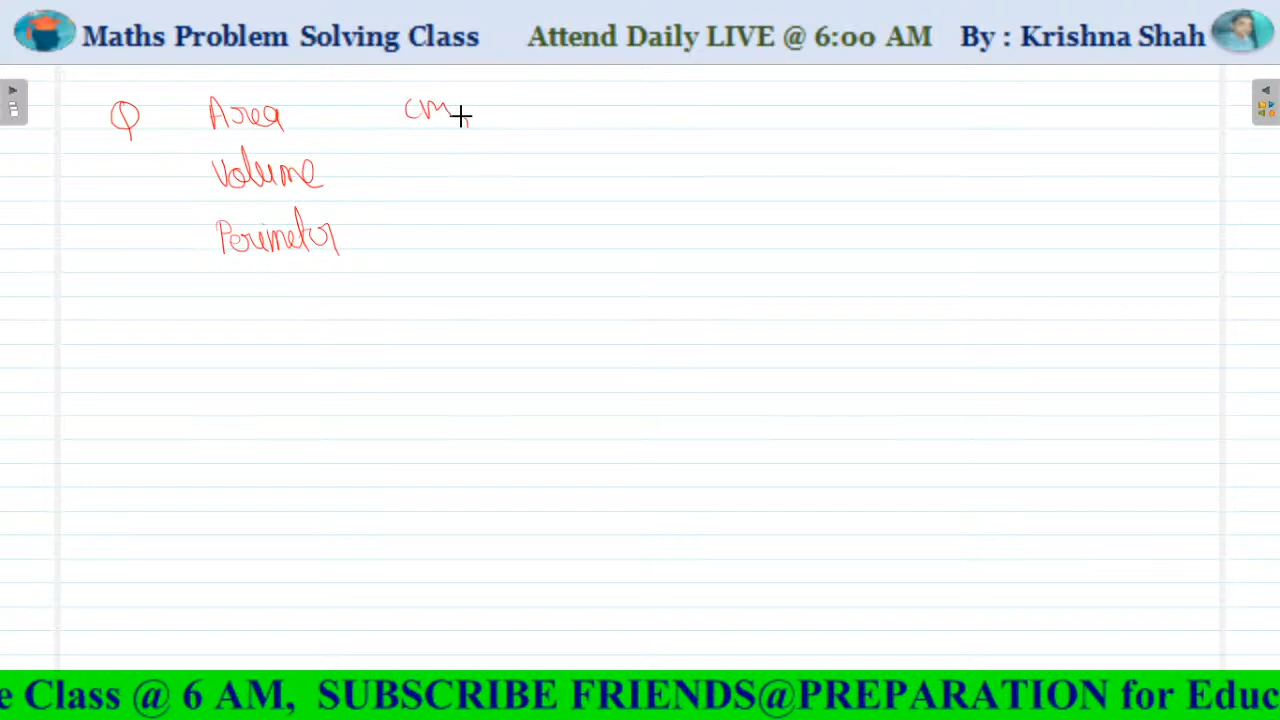 Maths Problem Solving Class Attend Daily LIVE @ 6:00 AM By : Krishna Shah
Q Area cm,
Volume
Perimeter
e Class @ 6 AM, SUBSCRIBE FRIENDS@PREPARATION for Educ